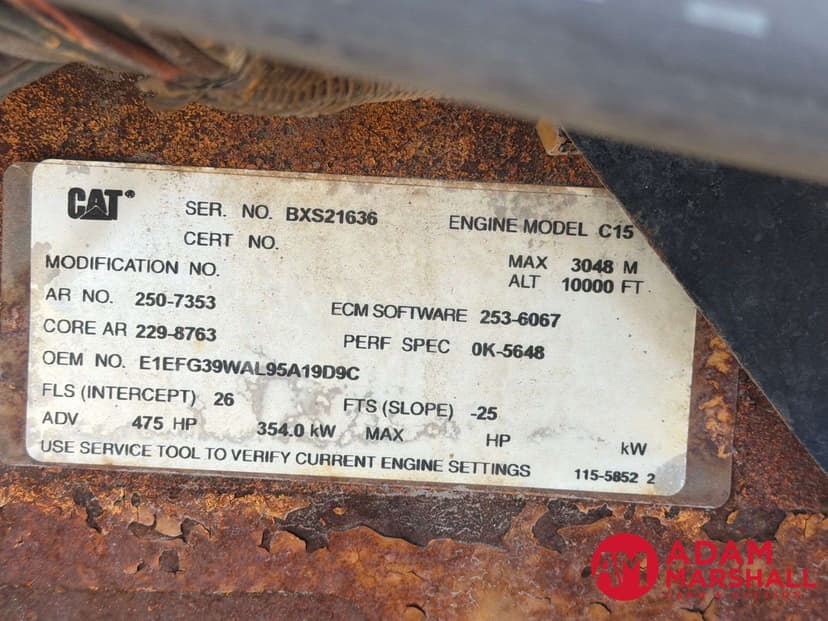 CAT®
SER. NO. BXS21636 ENGINE MODEL C15
CERT NO.
MAX 3048 M
MODIFICATION NO.
ALT 10000 FT
AR NO. 250-7353 ECM SOFTWARE 253-6067
CORE AR 229-8763 PERF SPEC 0K-5648
OEM NO. E1EFG39WAL95A19D9C
FLS (INTERCEPT) 26 FTS (SLOPE) -25
ADV 475 HP 354.0 kW MAX HP kW
USE SERVICE TOOL TO VERIFY CURRENT ENGINE SETTINGS 115-5852 2
AM ADAM
MARSHALL